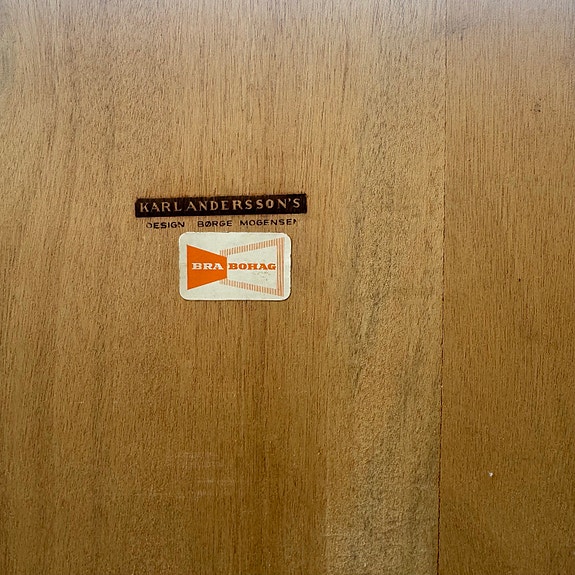 KARL ANDERSSON'S
DESIGN BØRGE MOGENSEN
BRA BOHAG